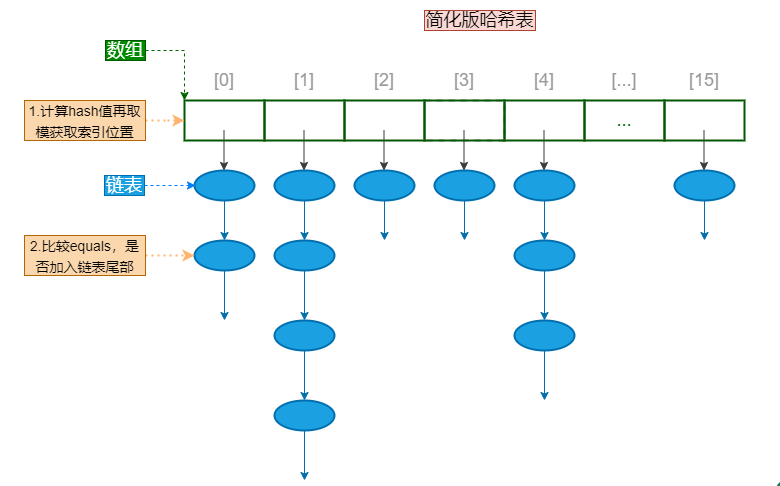 简化版哈希表
数组
[0] [1] [2] [3] [4] [...] [15]
1.计算hash值再取
模获取索引位置
...
链表
2.比较equals，是
否加入链表尾部